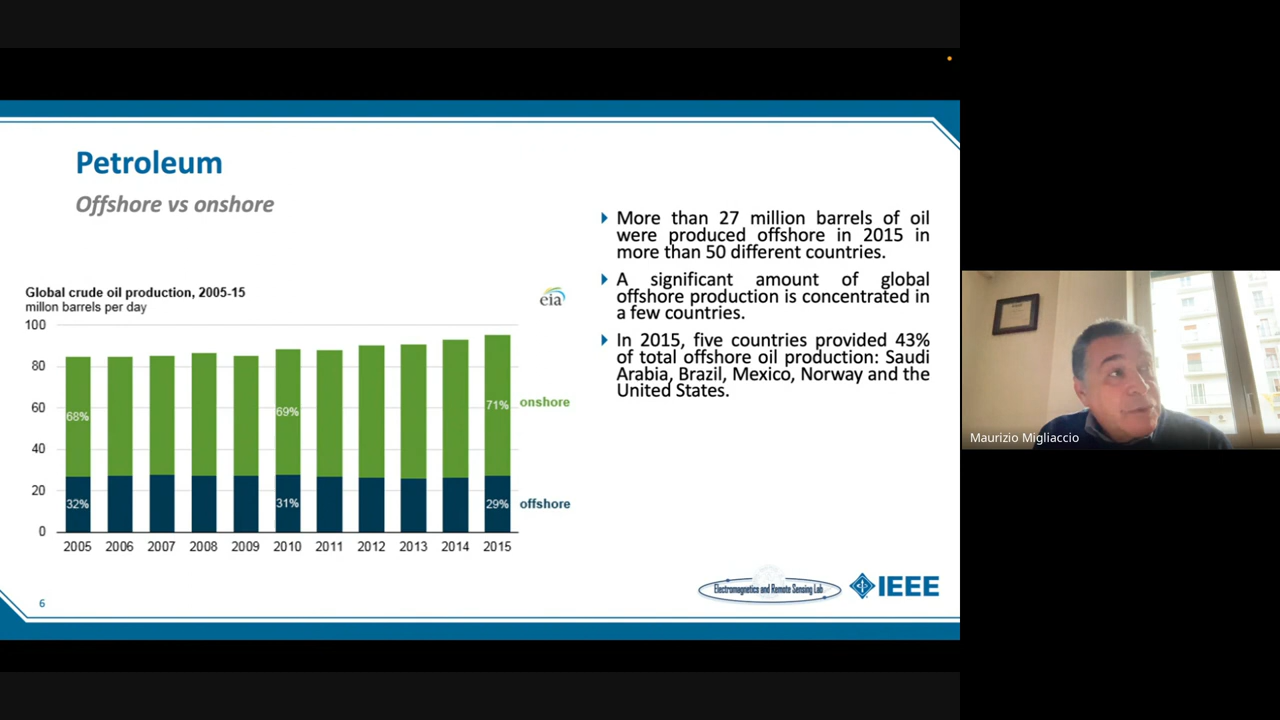 Petroleum
Offshore vs onshore
More than 27 million barrels of oil
were produced offshore in 2015 in
more than 50 different countries.
A significant amount of global
offshore production is concentrated in
a few countries.
In 2015, five countries provided 43%
of total offshore oil production: Saudi
Arabia, Brazil, Mexico, Norway and the
United States.
Global crude oil production, 2005-15
millon barrels per day
eia
100
80
60
40
20
0
68%
69%
71%
onshore
32%
31%
29%
offshore
2005 2006 2007 2008 2009 2010 2011 2012 2013 2014 2015
Maurizio Migliaccio
6
Electromagnetics and Remote Sensing Lab
IEEE